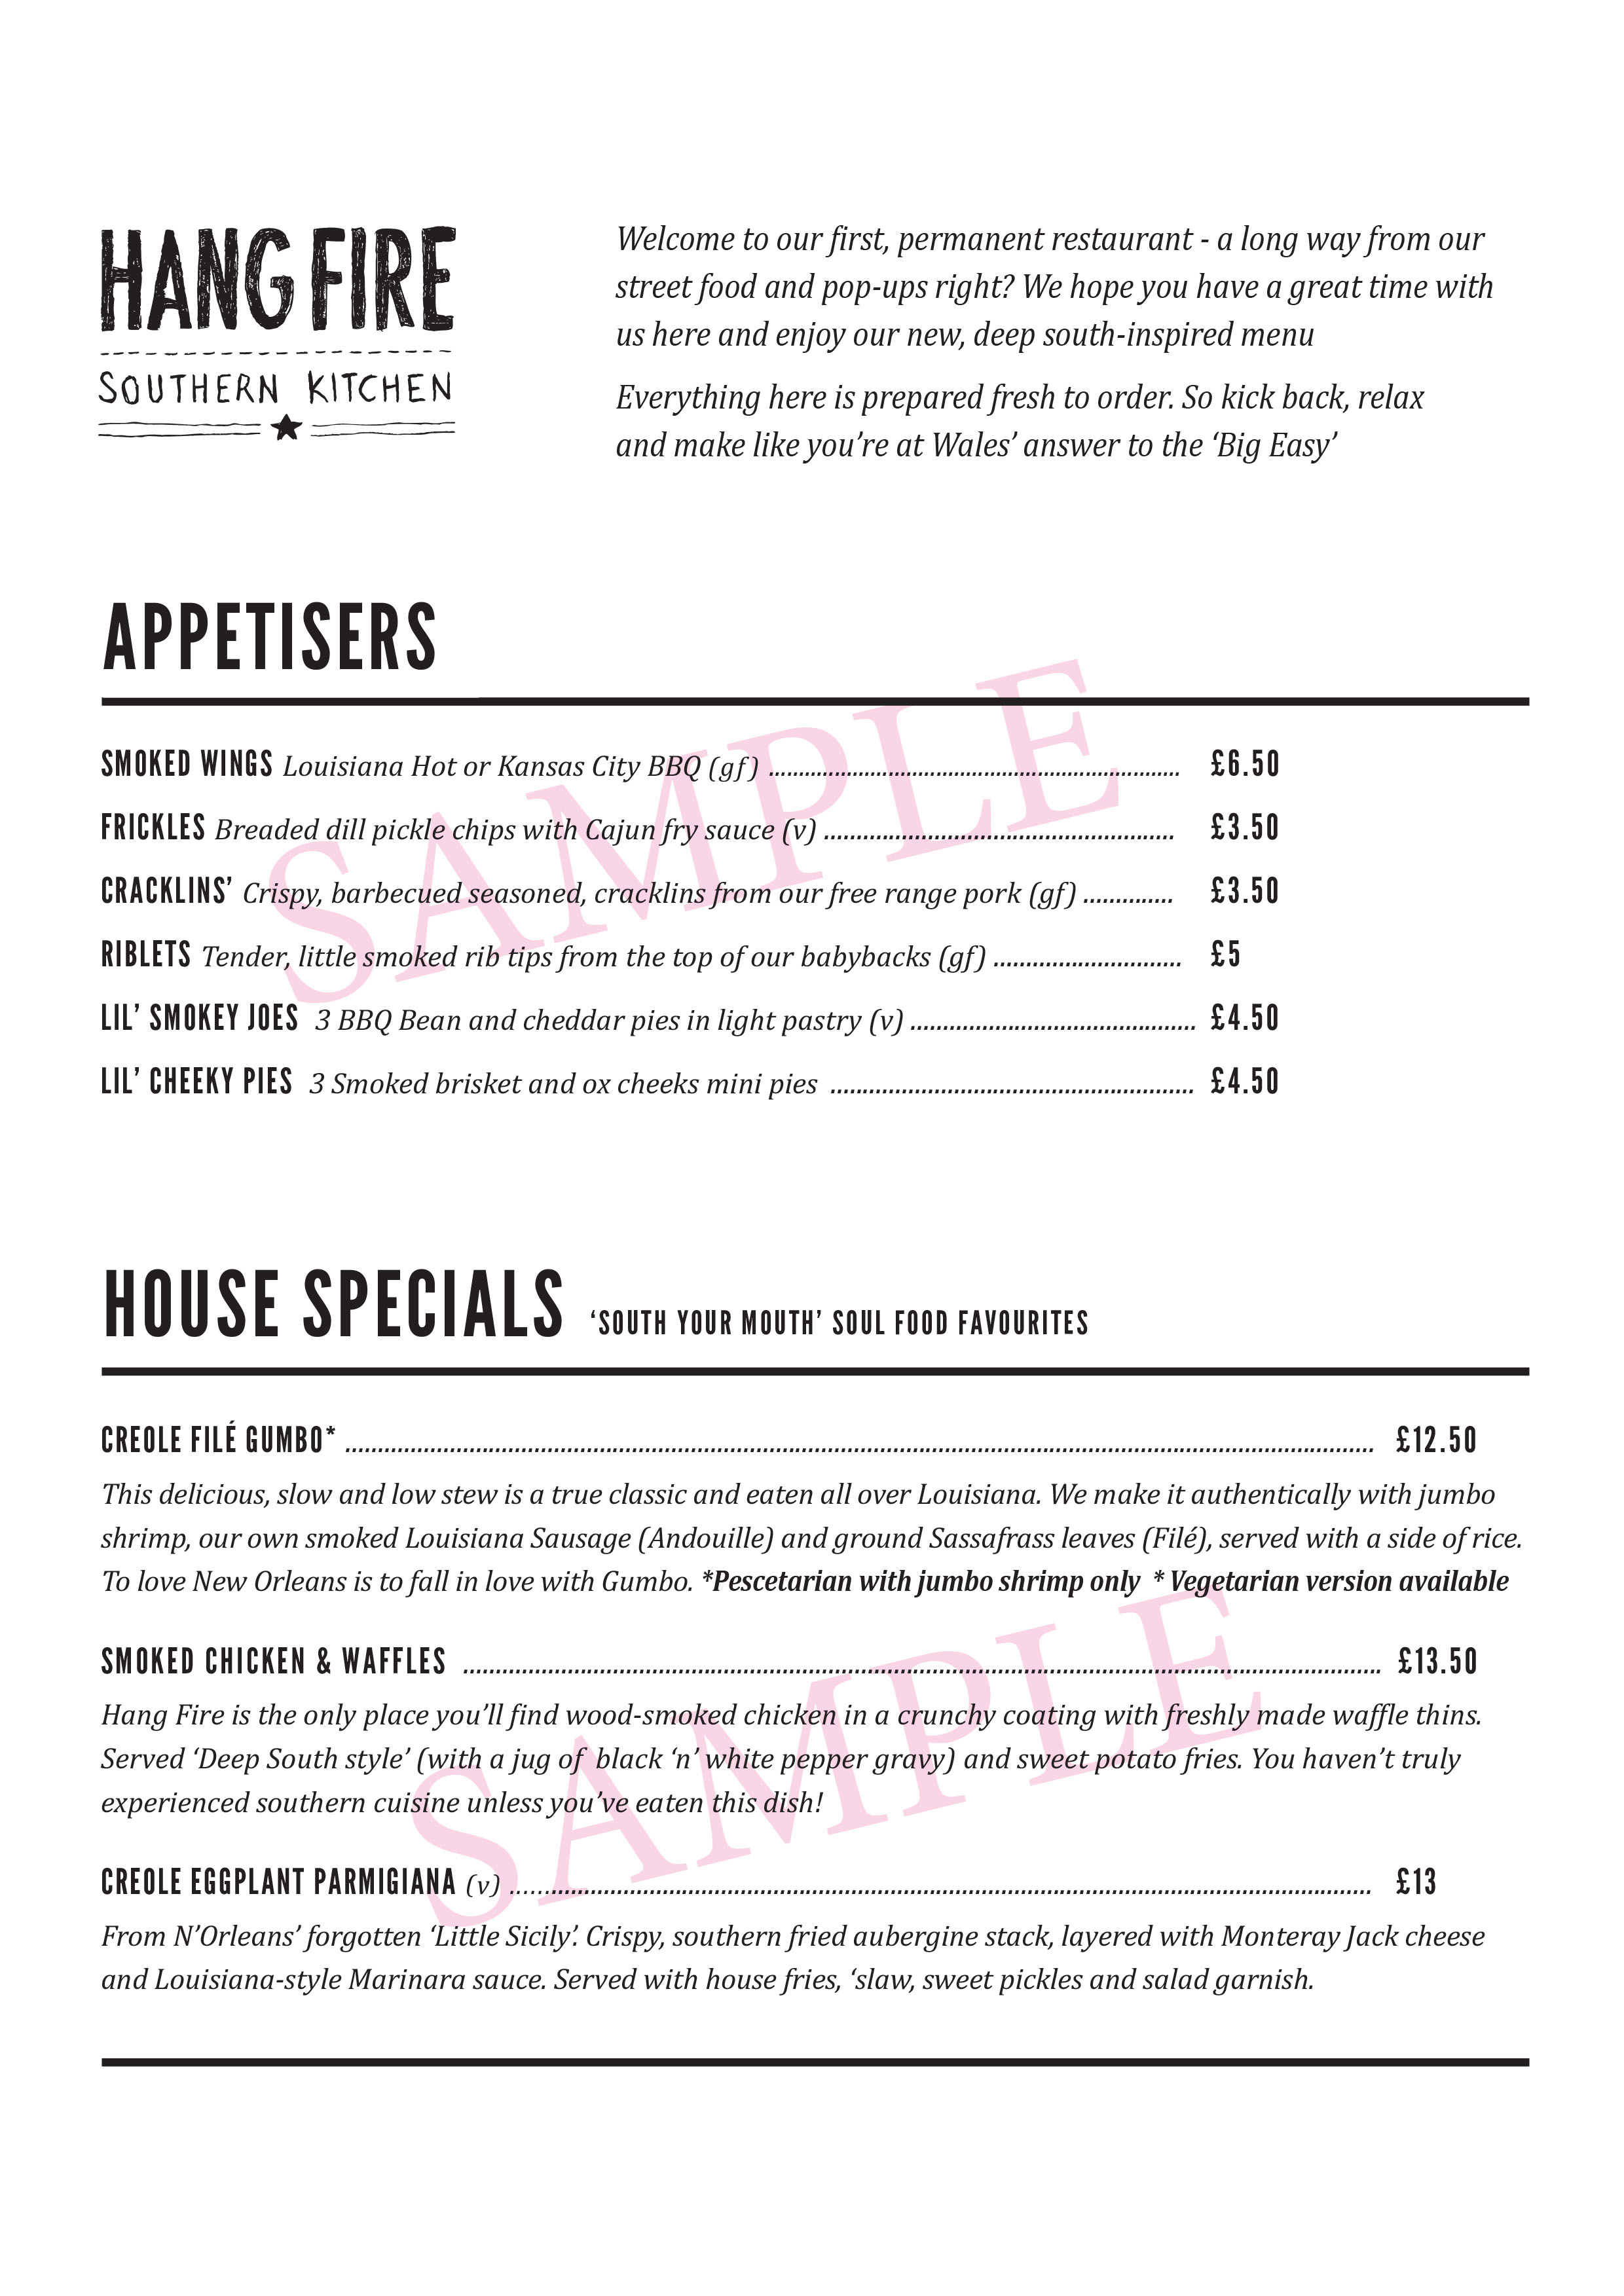 HANG FIRE
SOUTHERN KITCHEN
Welcome to our first, permanent restaurant - a long way from our
street food and pop-ups right? We hope you have a great time with
us here and enjoy our new, deep south-inspired menu
Everything here is prepared fresh to order. So kick back, relax
and make like you’re at Wales’ answer to the ‘Big Easy’
APPETISERS
SMOKED WINGS Louisiana Hot or Kansas City BBQ (gf) £6.50
FRICKLES Breaded dill pickle chips with Cajun fry sauce (v) £3.50
CRACKLINS’ Crispy, barbecued seasoned, cracklins from our free range pork (gf) £3.50
RIBLETS Tender, little smoked rib tips from the top of our babybacks (gf) £5
LIL’ SMOKEY JOES 3 BBQ Bean and cheddar pies in light pastry (v) £4.50
LIL’ CHEEKY PIES 3 Smoked brisket and ox cheeks mini pies £4.50
SAMPLE
HOUSE SPECIALS ‘SOUTH YOUR MOUTH’ SOUL FOOD FAVOURITES
CREOLE FILÉ GUMBO* £12.50
This delicious, slow and low stew is a true classic and eaten all over Louisiana. We make it authentically with jumbo
shrimp, our own smoked Louisiana Sausage (Andouille) and ground Sassafrass leaves (Filé), served with a side of rice.
To love New Orleans is to fall in love with Gumbo. *Pescetarian with jumbo shrimp only * Vegetarian version available
SMOKED CHICKEN & WAFFLES £13.50
Hang Fire is the only place you’ll find wood-smoked chicken in a crunchy coating with freshly made waffle thins.
Served ‘Deep South style’ (with a jug of black ‘n’ white pepper gravy) and sweet potato fries. You haven’t truly
experienced southern cuisine unless you’ve eaten this dish!
CREOLE EGGPLANT PARMIGIANA (v) £13
From N’Orleans’ forgotten ‘Little Sicily’. Crispy, southern fried aubergine stack, layered with Monteray Jack cheese
and Louisiana-style Marinara sauce. Served with house fries, ‘slaw, sweet pickles and salad garnish.
SAMPLE